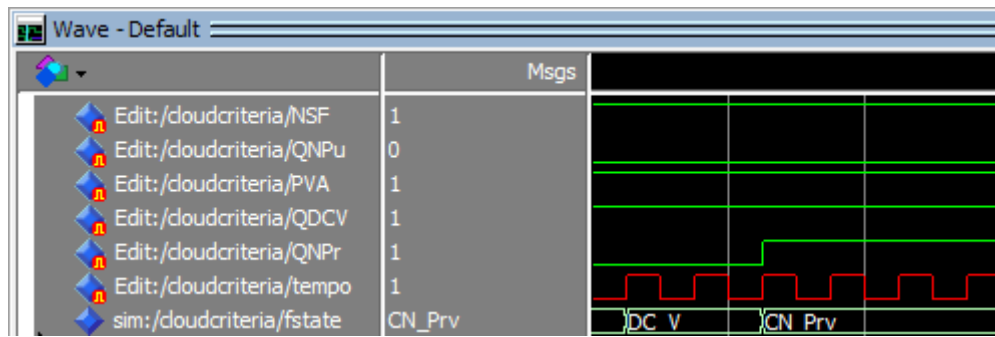 Wave - Default
Msgs
Edit:/cloudcriteria/NSF 1
Edit:/cloudcriteria/QNPu 0
Edit:/cloudcriteria/PVA 1
Edit:/cloudcriteria/QDCV 1
Edit:/cloudcriteria/QNPr 1
Edit:/cloudcriteria/tempo 1
sim:/cloudcriteria/fstate CN_Prv DC_V CN_Prv